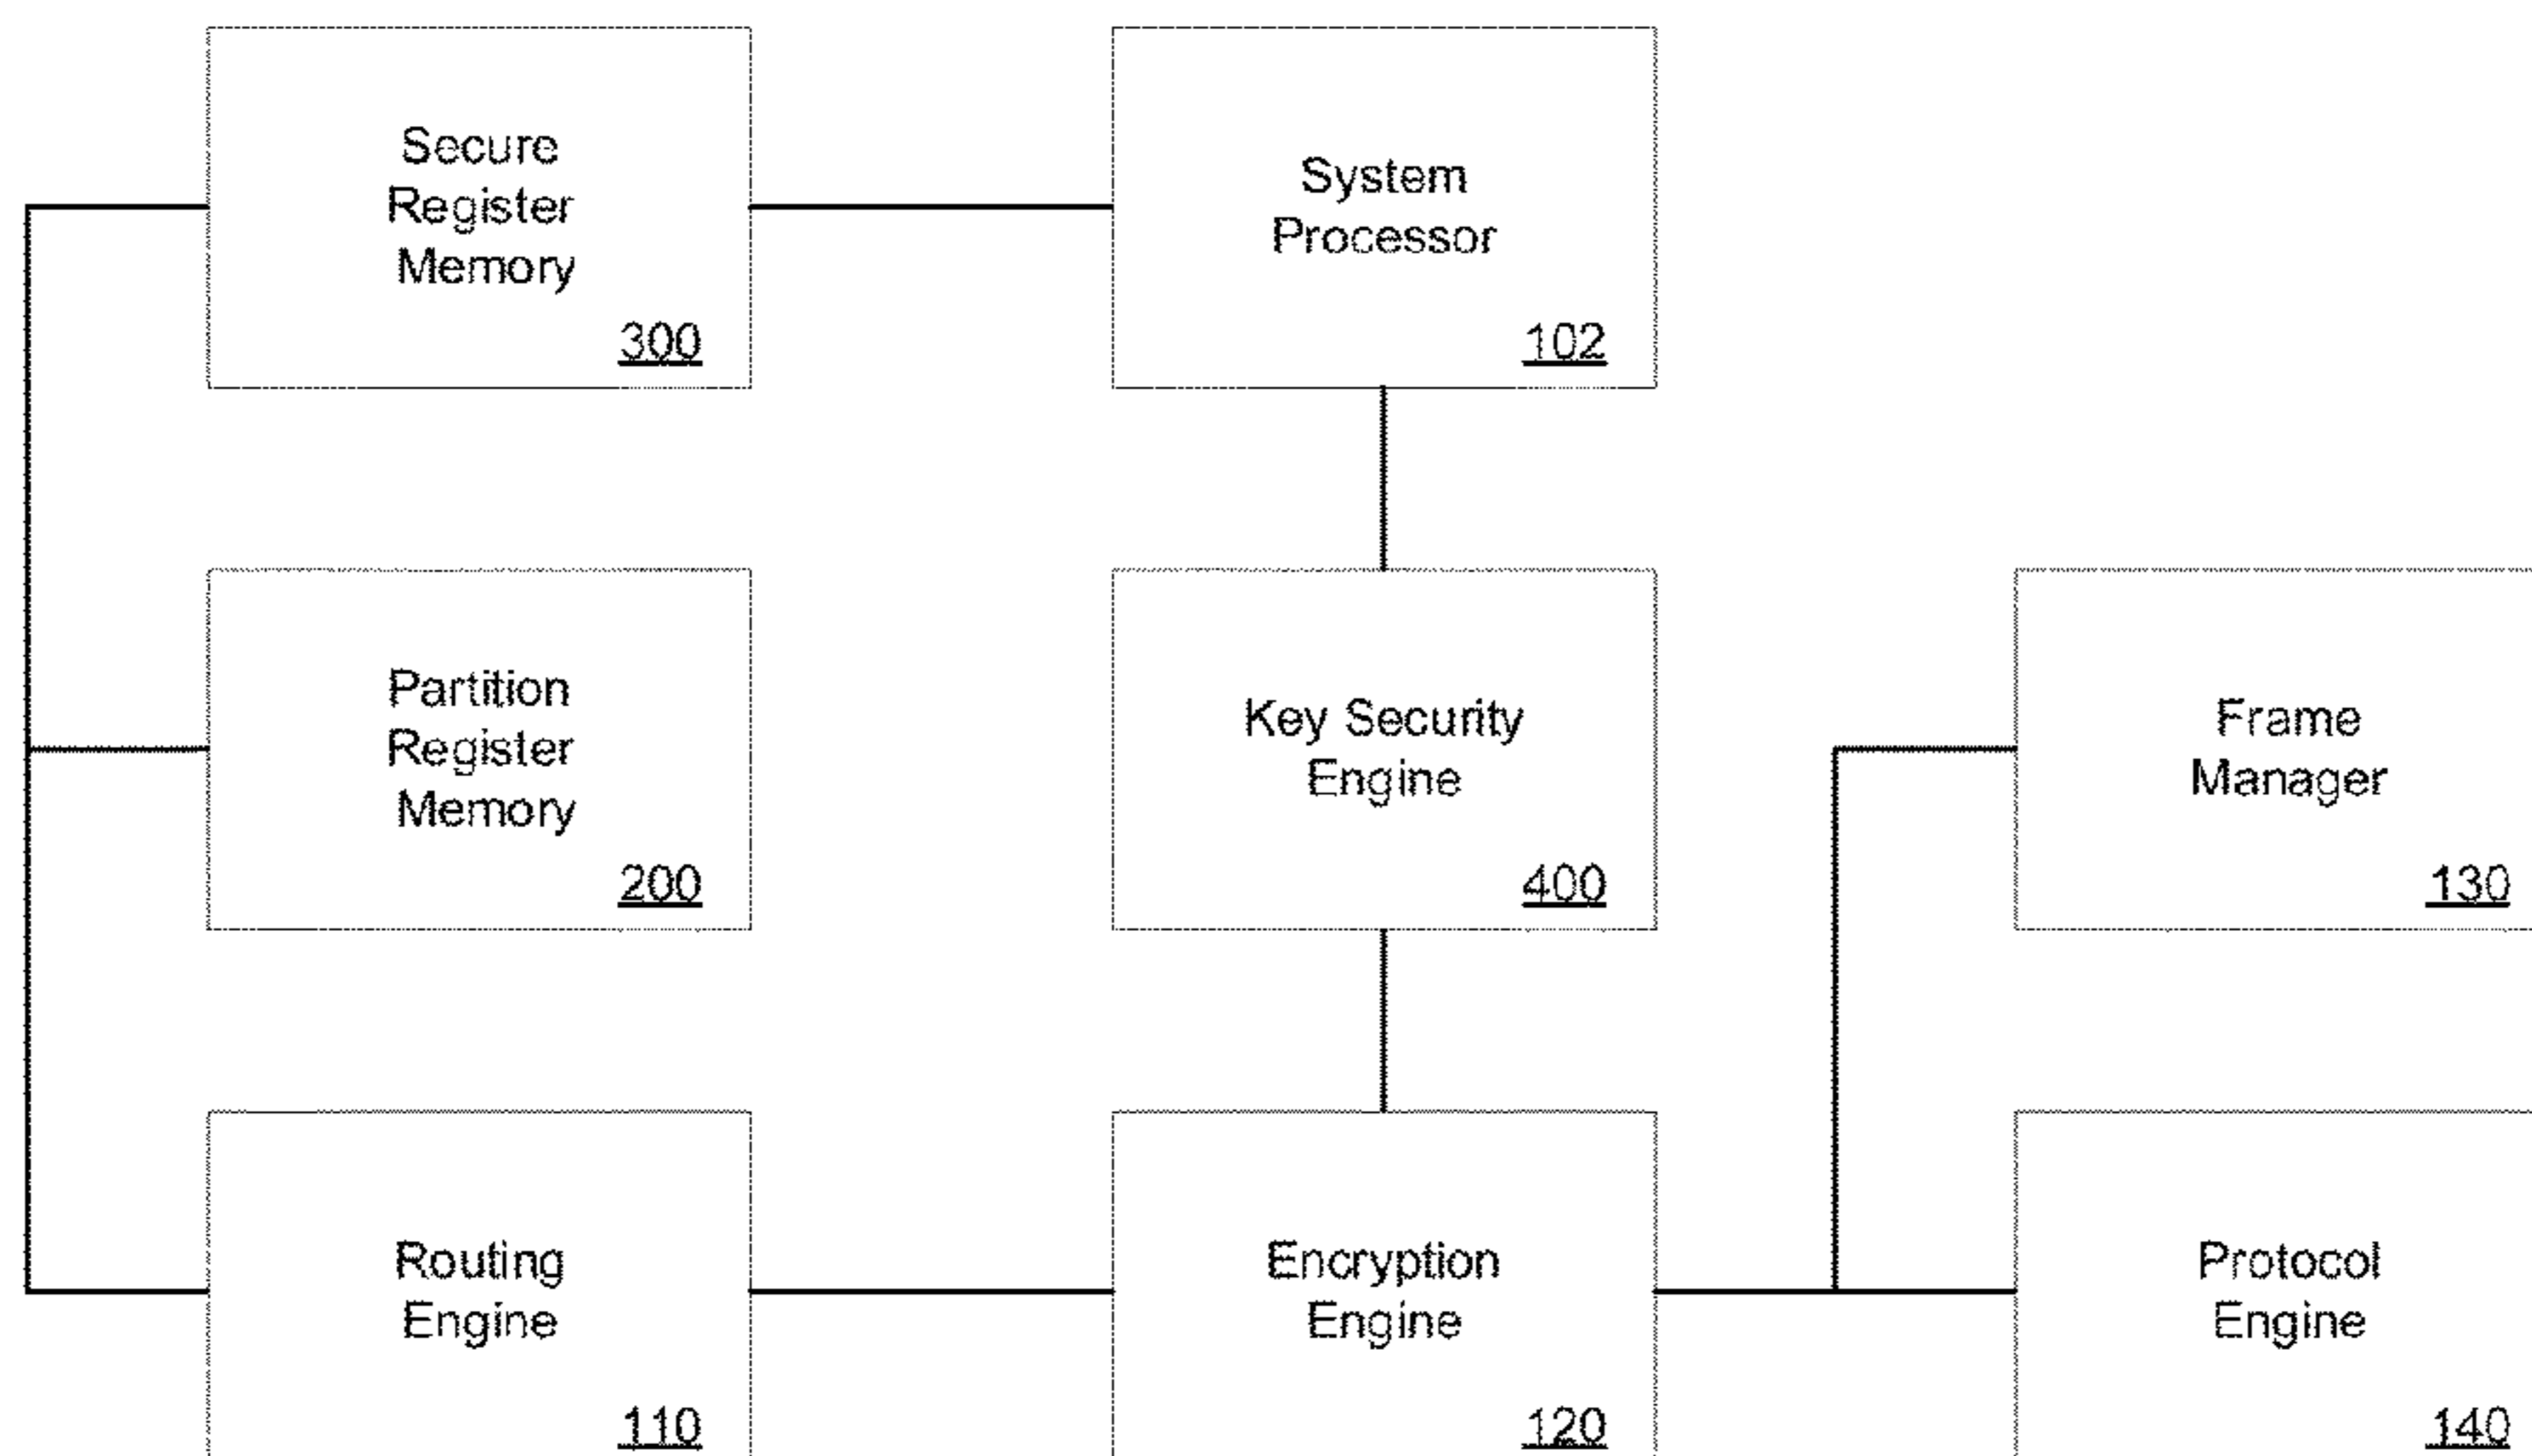 Secure
Register
Memory
300
System
Processor
102
Partition
Register
Memory
200
Key Security
Engine
400
Frame
Manager
130
Routing
Engine
110
Encryption
Engine
120
Protocol
Engine
140